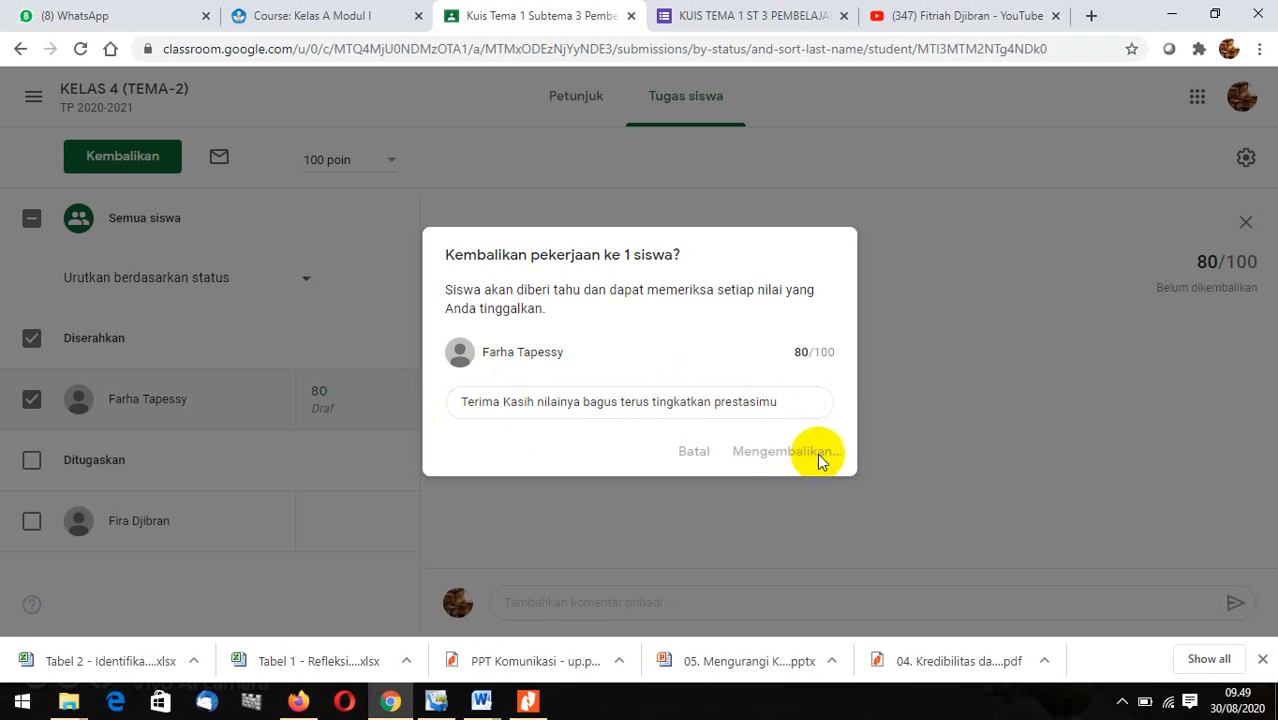 (8) WhatsApp
Course: Kelas A Modul I
Kuis Tema 1 Subtema 3 Pembe
KUIS TEMA 1 ST 3 PEMBELAJA
(347) Fitriah Djibran - YouTube
classroom.google.com/u/0/c/MTQ4MjU0NDMzOTA1/a/MTMxODEzNjYyNDE3/submissions/by-status/and-sort-last-name/student/MTI3MTM2NTg4NDk0
KELAS 4 (TEMA-2)
TP 2020-2021
Petunjuk
Tugas siswa
Kembalikan
100 poin
Semua siswa
Urutkan berdasarkan status
80/100
Belum dikembalikan
Kembalikan pekerjaan ke 1 siswa?
Siswa akan diberi tahu dan dapat memeriksa setiap nilai yang
Anda tinggalkan.
Farha Tapessy
80/100
Terima Kasih nilainya bagus terus tingkatkan prestasimu
Batal
Mengembalikan...
Diserahkan
Farha Tapessy
80
Draf
Ditugaskan
Fira Djibran
Tambahkan komentar pribadi...
Tabel 2 - Identifika....xlsx
Tabel 1 - Refleksi....xlsx
PPT Komunikasi - up.p...
05. Mengurangi K....pptx
04. Kredibilitas da....pdf
Show all
09.49
30/08/2020